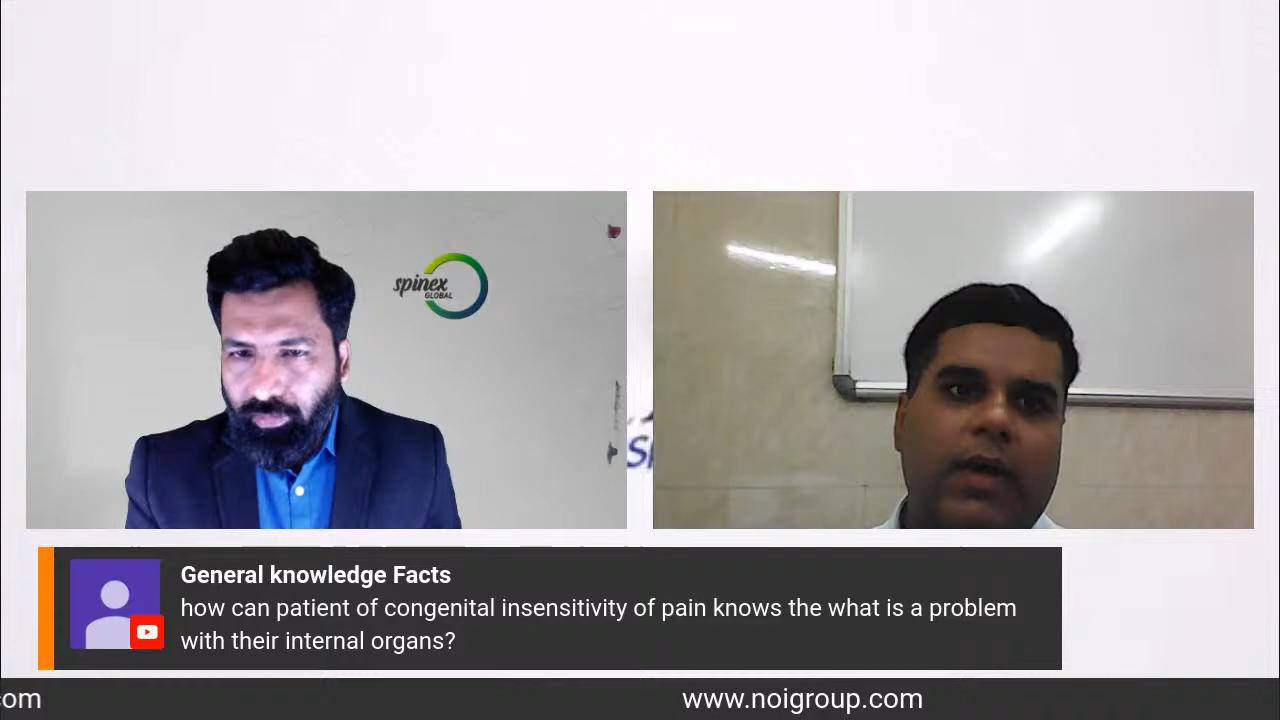 spinex
GLOBAL
General knowledge Facts
how can patient of congenital insensitivity of pain knows the what is a problem
with their internal organs?
com
www.noigroup.com